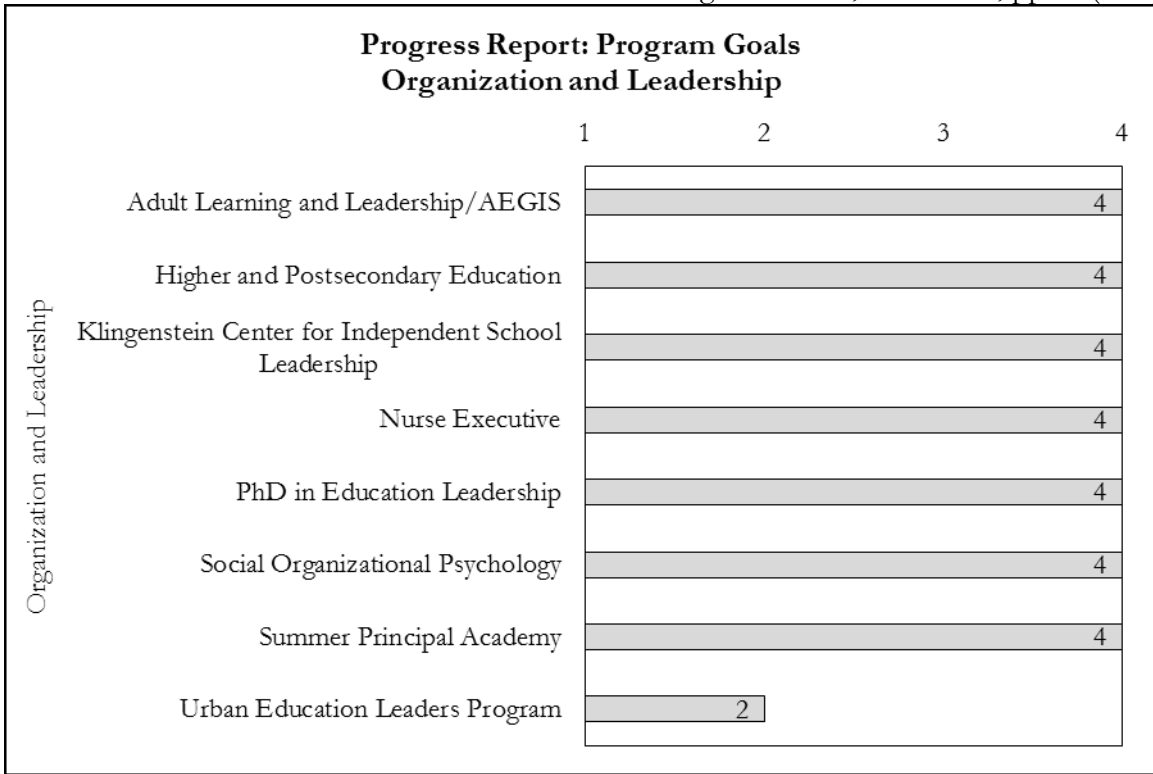 Progress Report: Program Goals
Organization and Leadership
1 2 3 4
Organization and Leadership
Adult Learning and Leadership/AEGIS 4
Higher and Postsecondary Education 4
Klingenstein Center for Independent School
Leadership 4
Nurse Executive 4
PhD in Education Leadership 4
Social Organizational Psychology 4
Summer Principal Academy 4
Urban Education Leaders Program 2